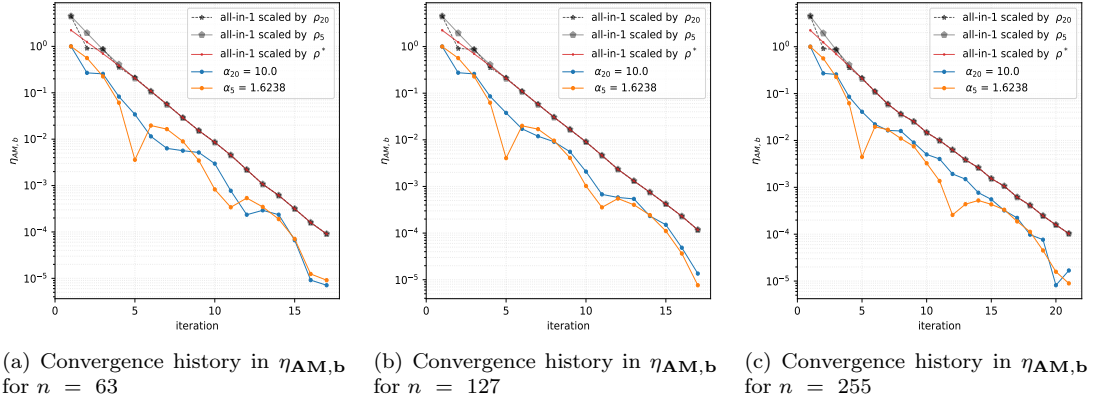 all-in-1 scaled by ρ20
all-in-1 scaled by ρ5
all-in-1 scaled by ρ*
α20 = 10.0
α5 = 1.6238
10^0
10^-1
10^-2
10^-3
10^-4
10^-5
ηAM,b
0 5 10 15
iteration
all-in-1 scaled by ρ20
all-in-1 scaled by ρ5
all-in-1 scaled by ρ*
α20 = 10.0
α5 = 1.6238
10^0
10^-1
10^-2
10^-3
10^-4
10^-5
ηAM,b
0 5 10 15
iteration
all-in-1 scaled by ρ20
all-in-1 scaled by ρ5
all-in-1 scaled by ρ*
α20 = 10.0
α5 = 1.6238
10^0
10^-1
10^-2
10^-3
10^-4
10^-5
ηAM,b
0 5 10 15 20
iteration
(a) Convergence history in ηAM,b
for n = 63
(b) Convergence history in ηAM,b
for n = 127
(c) Convergence history in ηAM,b
for n = 255